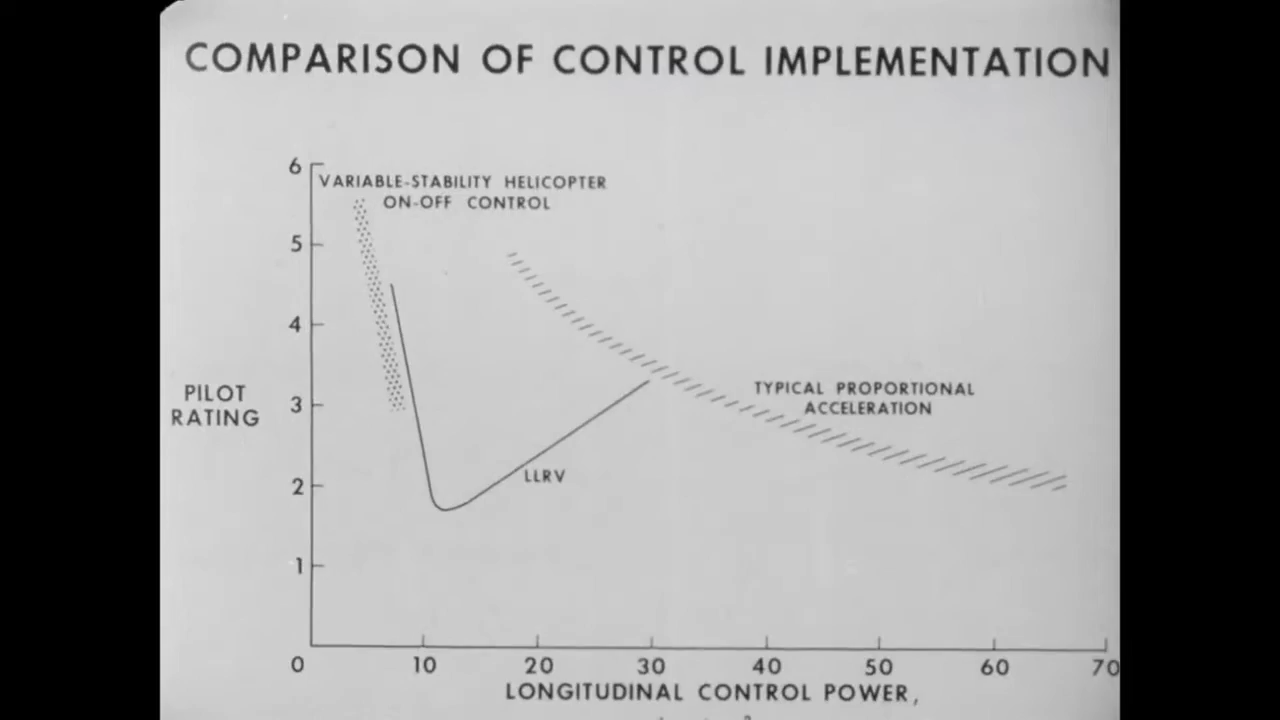 COMPARISON OF CONTROL IMPLEMENTATION
6
VARIABLE-STABILITY HELICOPTER
ON-OFF CONTROL
5
4
TYPICAL PROPORTIONAL
ACCELERATION
PILOT
RATING
3
2
LLRV
1
0 10 20 30 40 50 60 70
LONGITUDINAL CONTROL POWER,